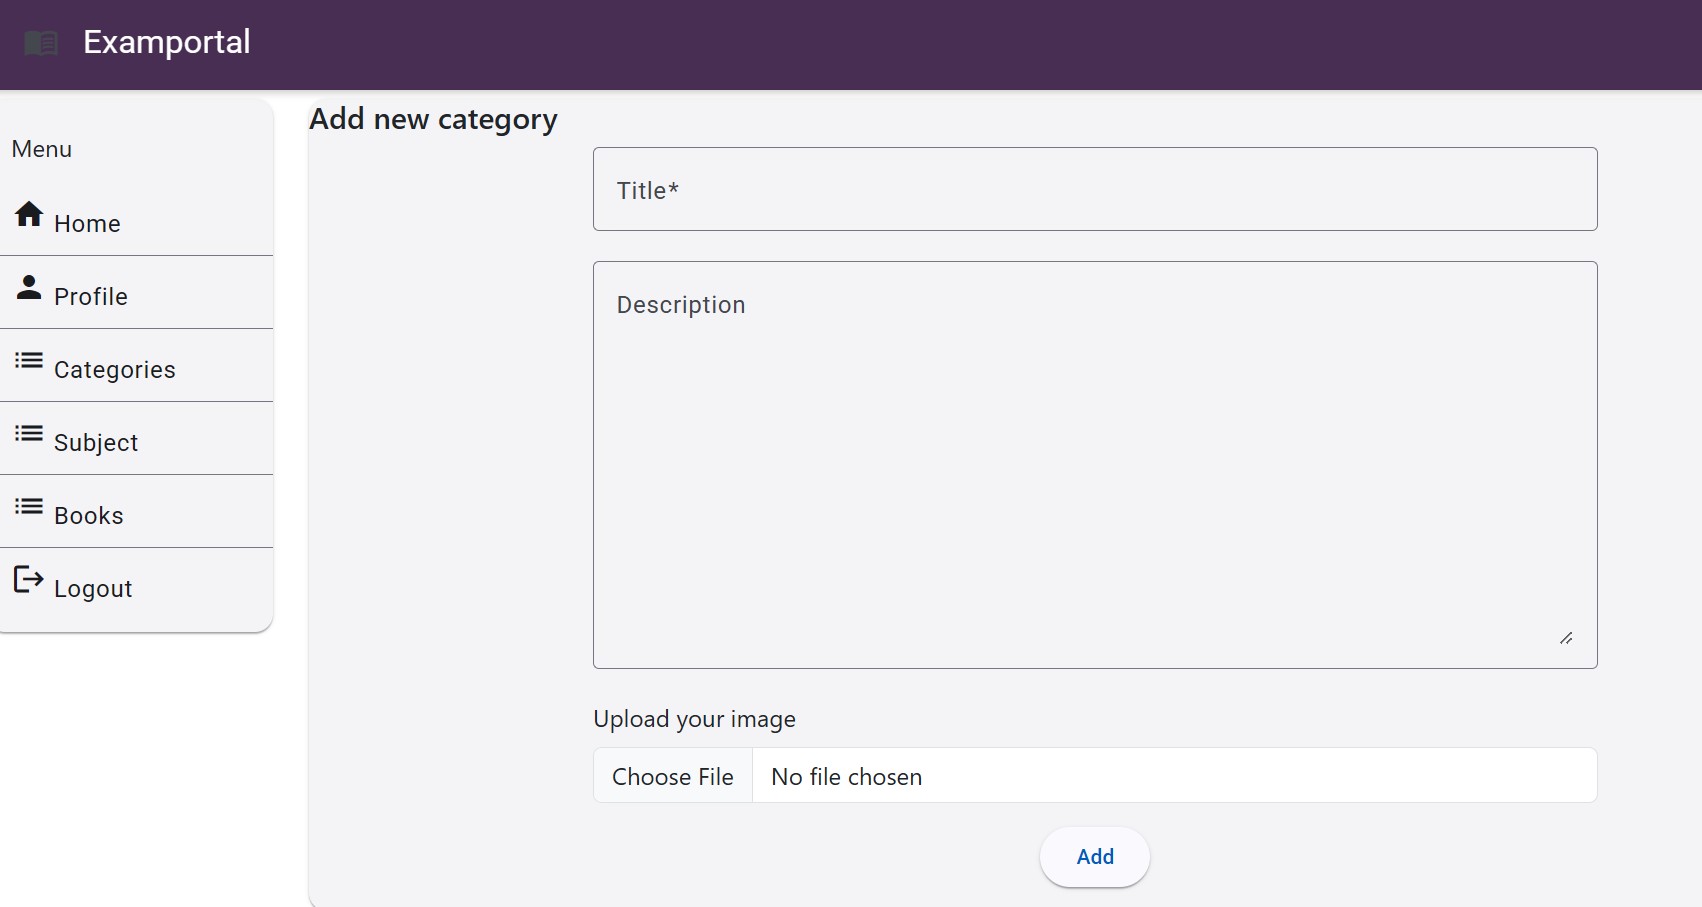 Examportal
Menu
Home
Profile
Categories
Subject
Books
Logout
Add new category
Title*
Description
Upload your image
Choose File No file chosen
Add